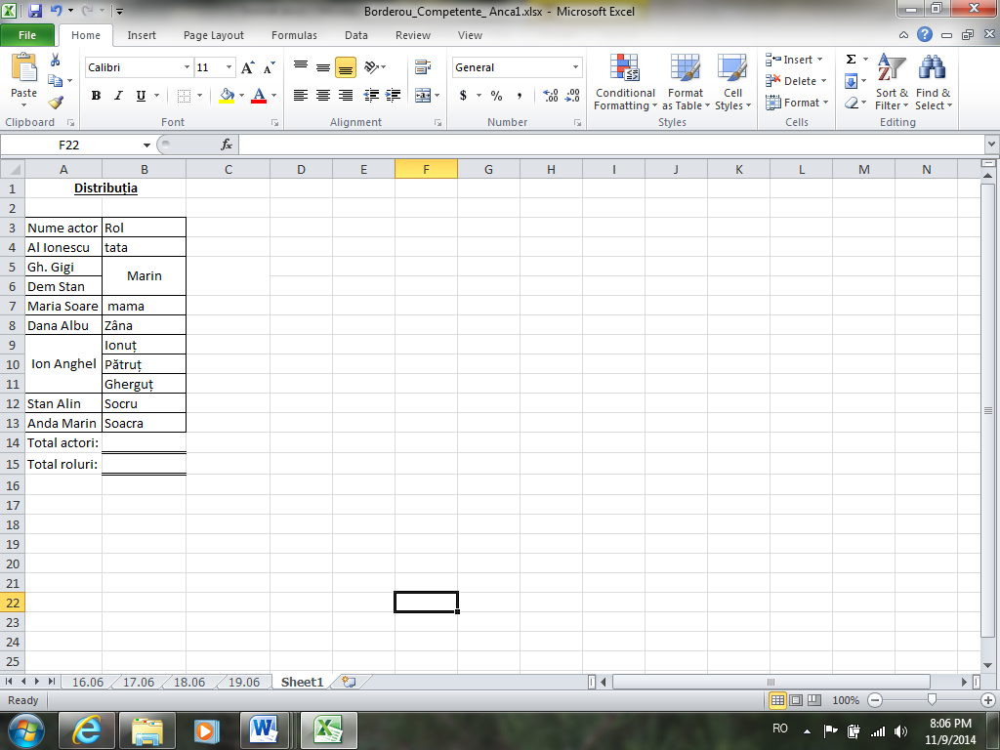 Borderou_Competente_ Anca1.xlsx - Microsoft Excel
File Home Insert Page Layout Formulas Data Review View
Paste
Calibri 11
General
Conditional Formatting
Format as Table
Cell Styles
Insert
Delete
Format
Sort & Filter
Find & Select
B I U
$ % ,
Clipboard Font Alignment Number Styles Cells Editing
F22 fx
A B C D E F G H I J K L M N
1 Distribuția
2
3 Nume actor Rol
4 Al Ionescu tata
5 Gh. Gigi Marin
6 Dem Stan
7 Maria Soare mama
8 Dana Albu Zâna
9 Ionuț
10 Ion Anghel Pătruț
11 Gherguț
12 Stan Alin Socru
13 Anda Marin Soacra
14 Total actori:
15 Total roluri:
16
17
18
19
20
21
22
23
24
25
16.06 17.06 18.06 19.06 Sheet1
Ready 100%
RO 8:06 PM
11/9/2014